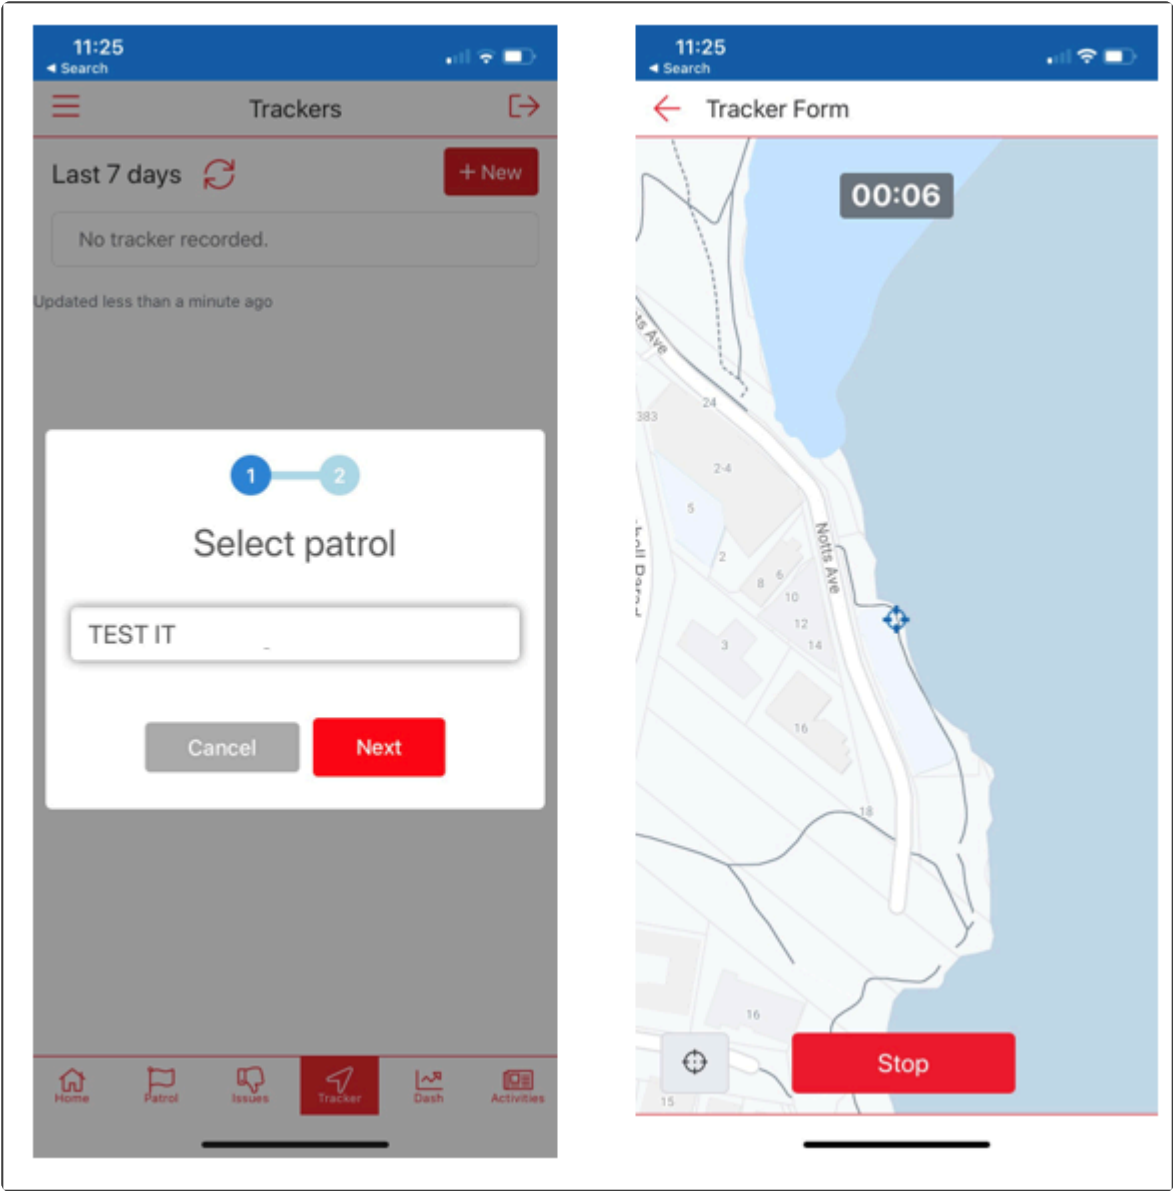 11:25
◄ Search
Trackers
Last 7 days
+ New
No tracker recorded.
Updated less than a minute ago
1
2
Select patrol
TEST IT
Cancel
Next
Home
Patrol
Issues
Tracker
Dash
Activities
11:25
◄ Search
Tracker Form
00:06
ts Ave
24
383
2-4
5
2
Notts Ave
8
6
10
12
14
3
16
18
16
Stop
15